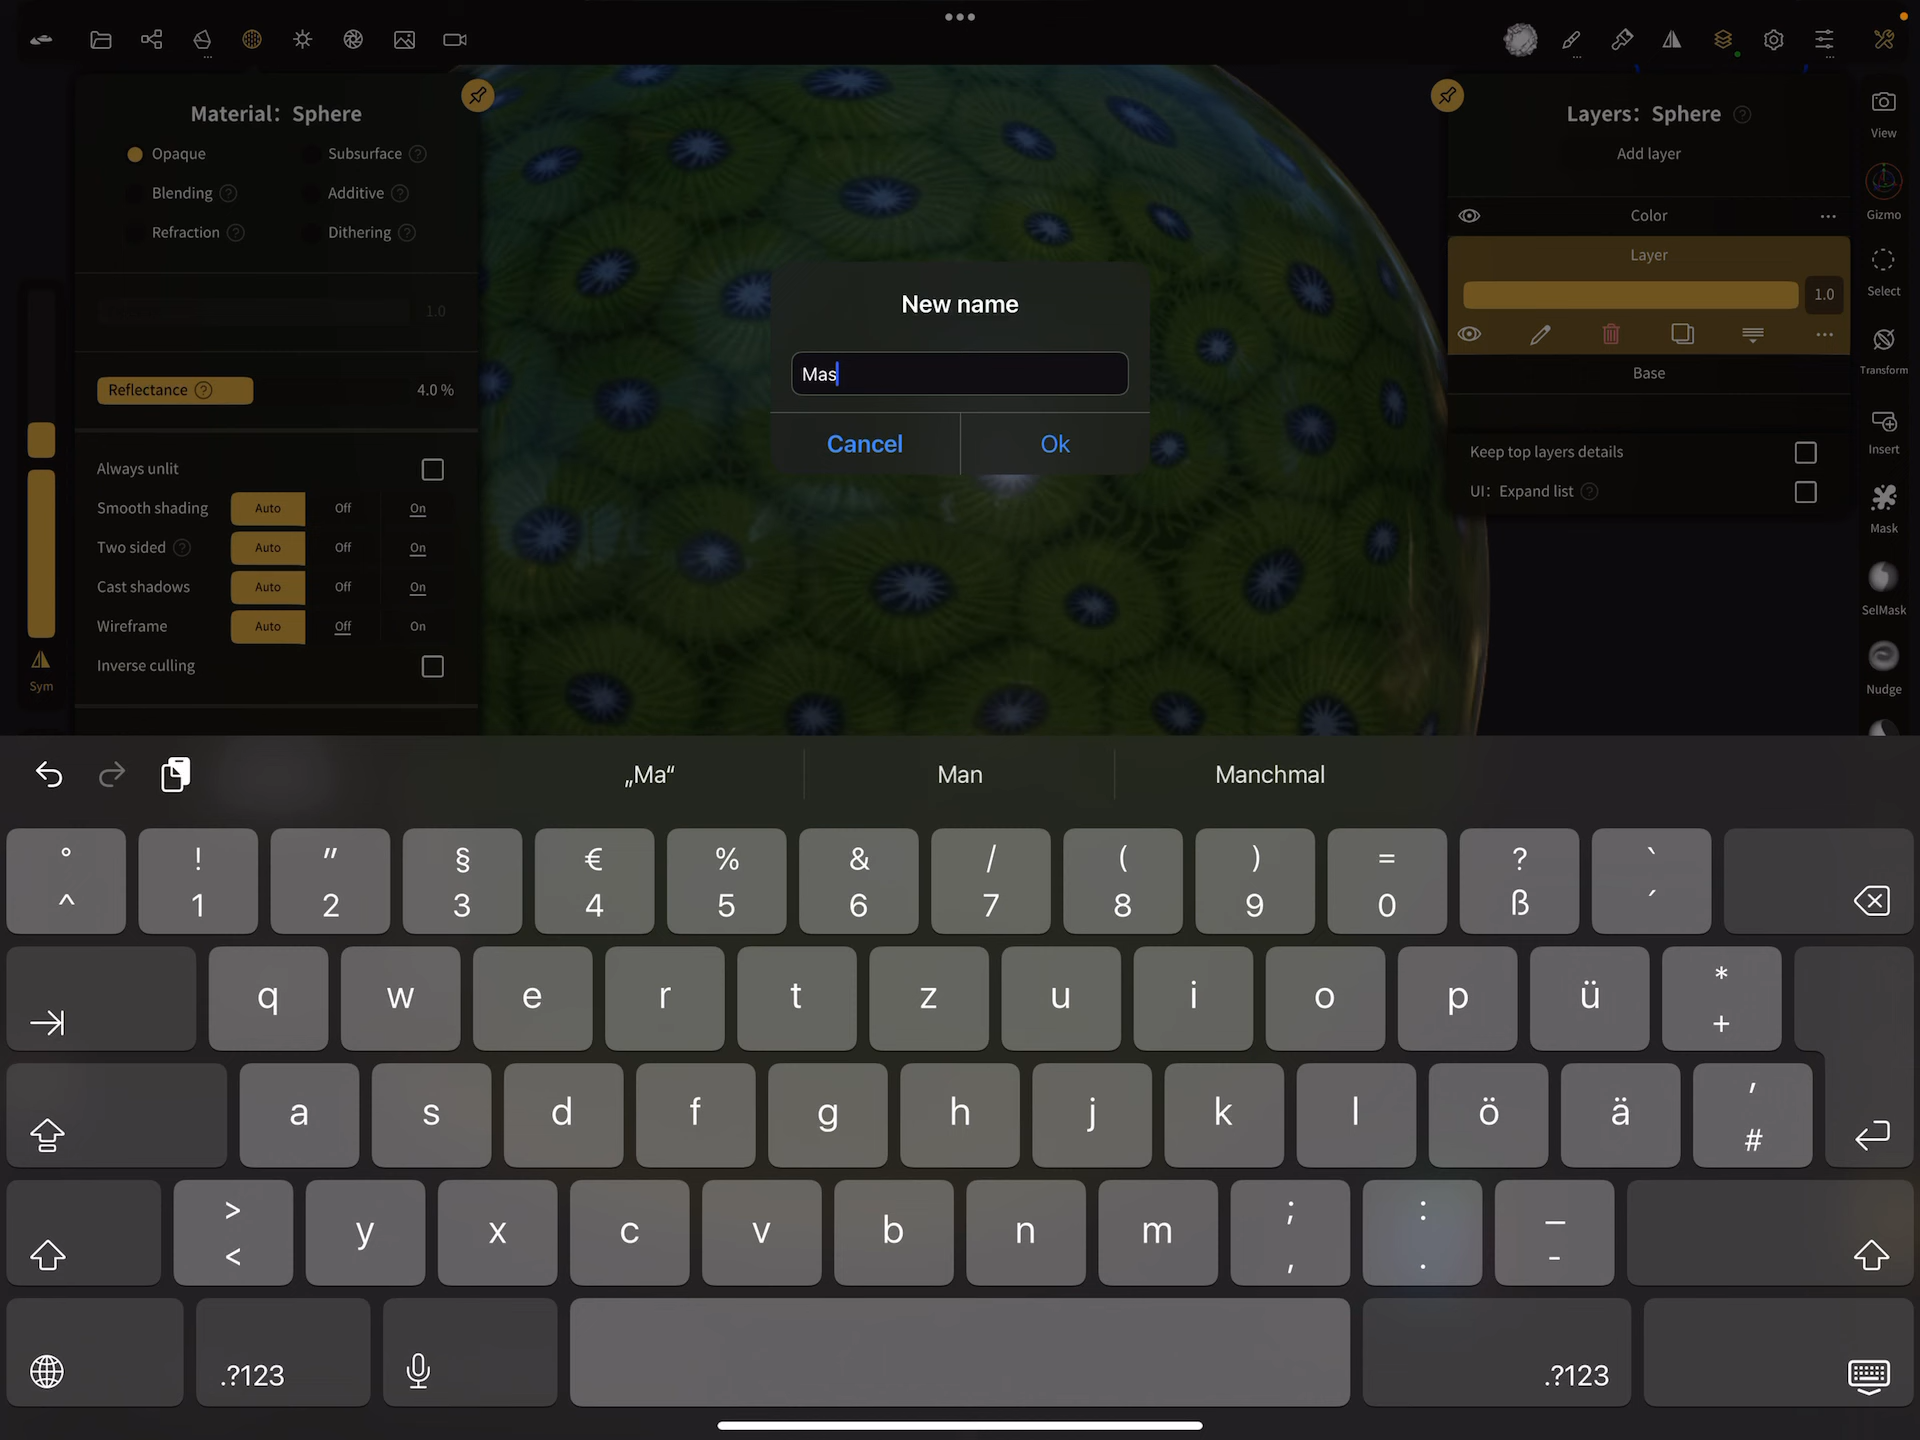 Material: Sphere
Opaque
Subsurface ?
Blending ?
Additive ?
Refraction ?
Dithering ?
1.0
Reflectance ?
4.0 %
Always unlit
Smooth shading
Auto
Off
On
Two sided ?
Auto
Off
On
Cast shadows
Auto
Off
On
Wireframe
Auto
Off
On
Inverse culling
Sym
New name
Mas
Cancel
Ok
Layers: Sphere ?
Add layer
Color
Layer
1.0
Base
Keep top layers details
UI: Expand list ?
View
Gizmo
Select
Transform
Insert
Mask
SelMask
Nudge
„Ma“
Man
Manchmal
° ! " § € % & / ( ) = ? `
^ 1 2 3 4 5 6 7 8 9 0 ß ´
q w e r t z u i o p ü *
+
a s d f g h j k l ö ä '
#
> y x c v b n m ; : _
< , . -
.?123
.?123